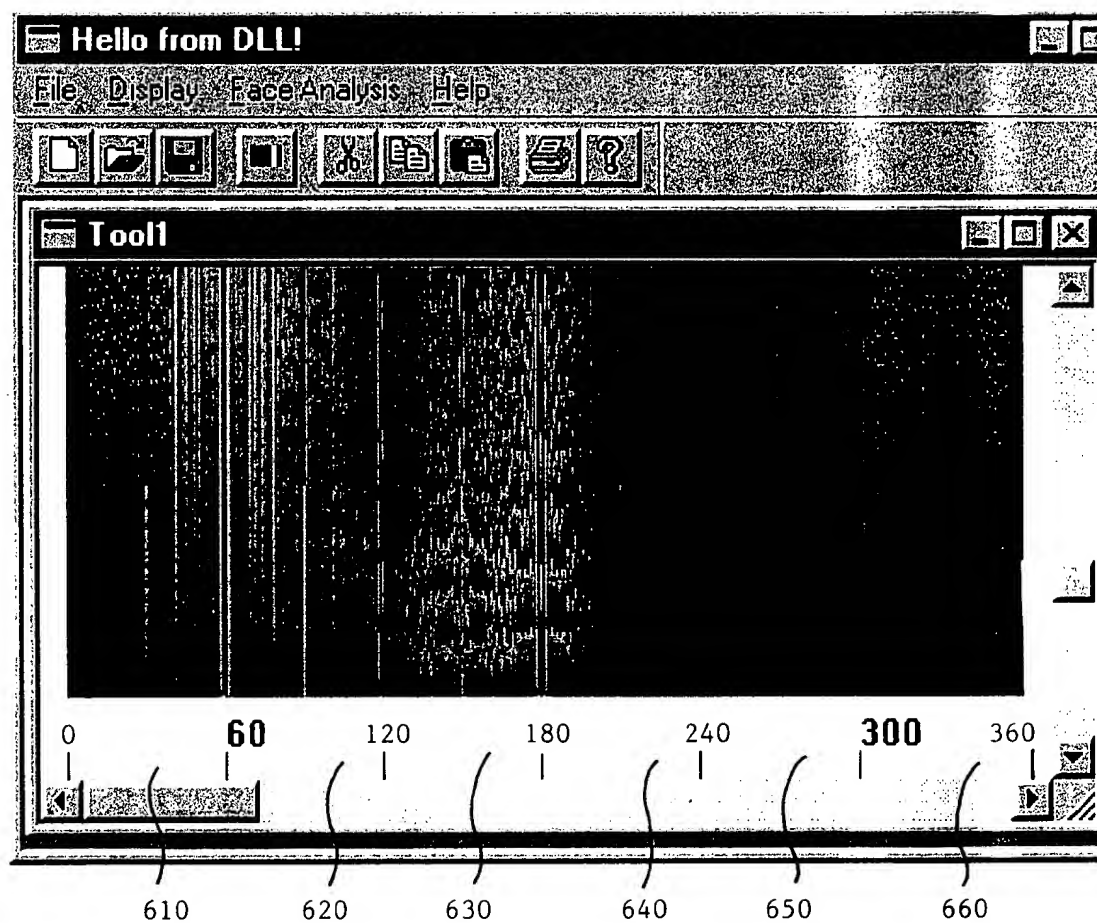 Hello from DLL!
File Display Face Analysis Help
Tool1
0 60 120 180 240 300 360
610 620 630 640 650 660